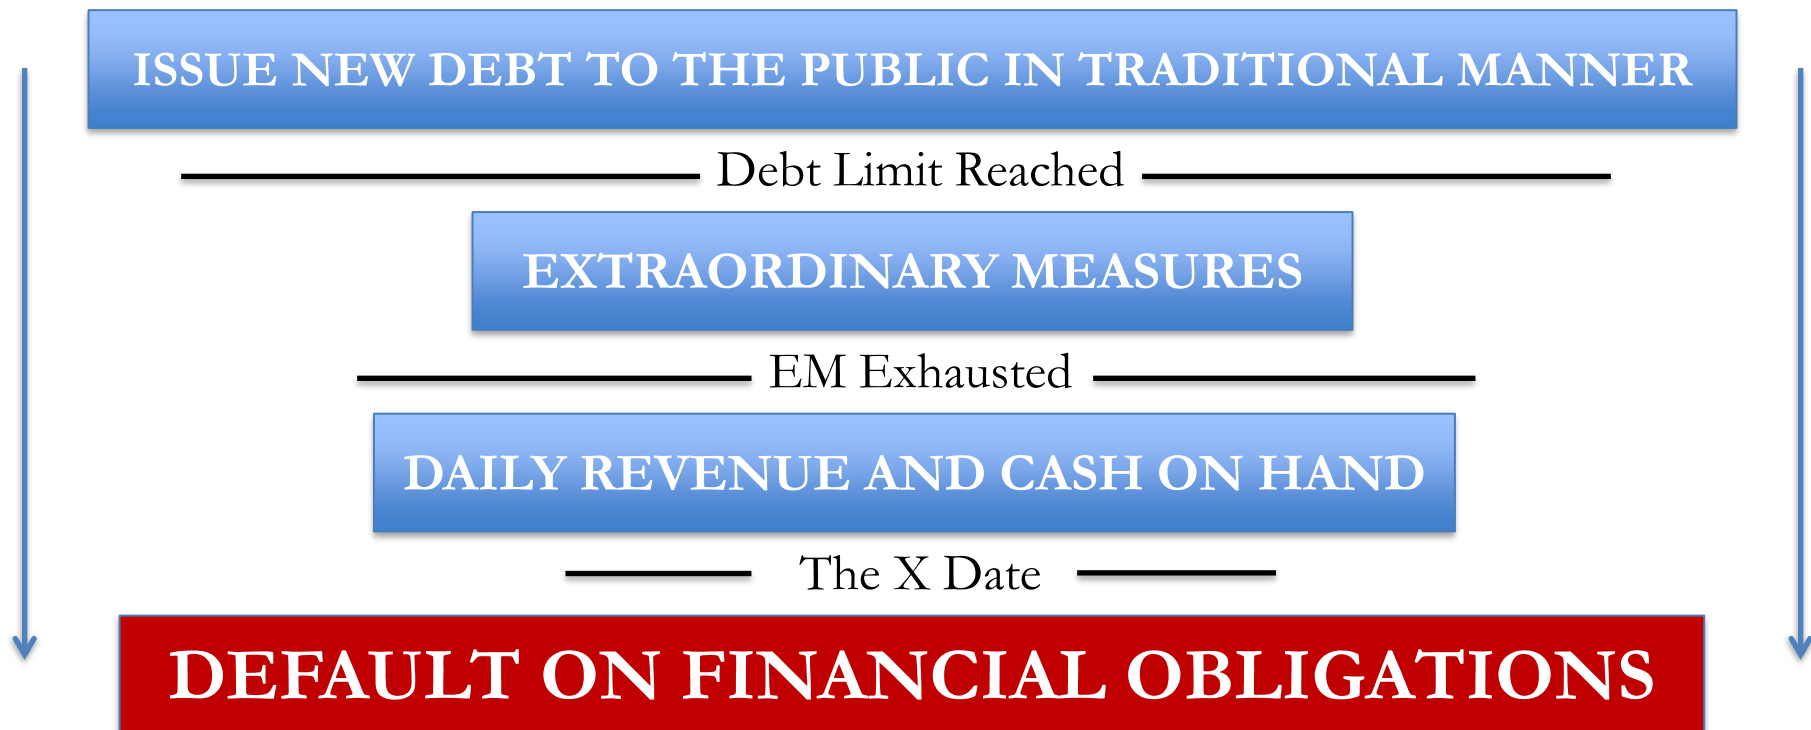 ISSUE NEW DEBT TO THE PUBLIC IN TRADITIONAL MANNER
Debt Limit Reached
EXTRAORDINARY MEASURES
EM Exhausted
DAILY REVENUE AND CASH ON HAND
The X Date
DEFAULT ON FINANCIAL OBLIGATIONS